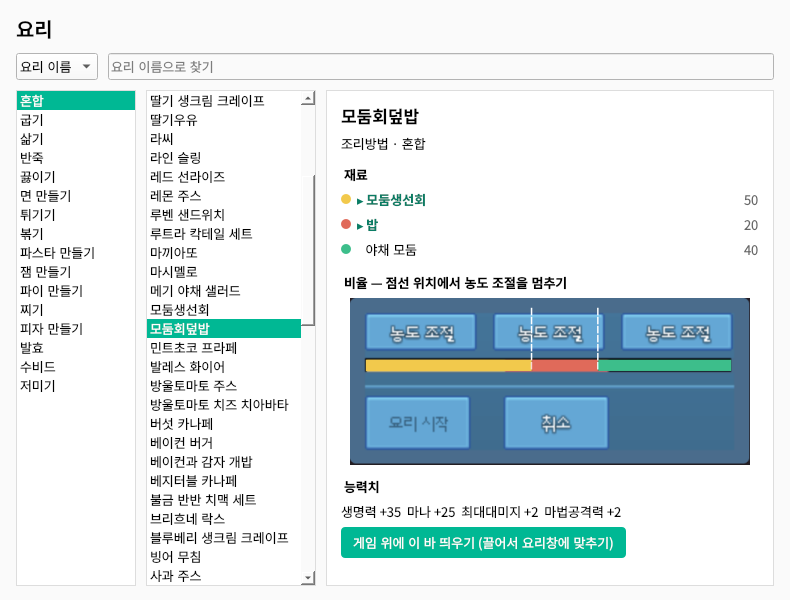 요리
요리 이름
요리 이름으로 찾기
혼합
굽기
삶기
반죽
끓이기
면 만들기
튀기기
볶기
파스타 만들기
잼 만들기
파이 만들기
찌기
피자 만들기
발효
수비드
저미기
딸기 생크림 크레이프
딸기우유
라씨
라인 슬링
레드 선라이즈
레몬 주스
루벤 샌드위치
루트라 칵테일 세트
마끼아또
마시멜로
메기 야채 샐러드
모둠생선회
모둠회덮밥
민트초코 프라페
발레스 화이어
방울토마토 주스
방울토마토 치즈 치아바타
버섯 카나페
베이컨 버거
베이컨과 감자 개밥
베지터블 카나페
불금 반반 치맥 세트
브리흐네 락스
블루베리 생크림 크레이프
빙어 무침
사과 주스
모둠회덮밥
조리방법 · 혼합
재료
▸ 모둠생선회 50
▸ 밥 20
야채 모둠 40
비율 — 점선 위치에서 농도 조절을 멈추기
농도 조절 농도 조절 농도 조절
요리 시작 취소
능력치
생명력 +35 마나 +25 최대대미지 +2 마법공격력 +2
게임 위에 이 바 띄우기 (끌어서 요리창에 맞추기)